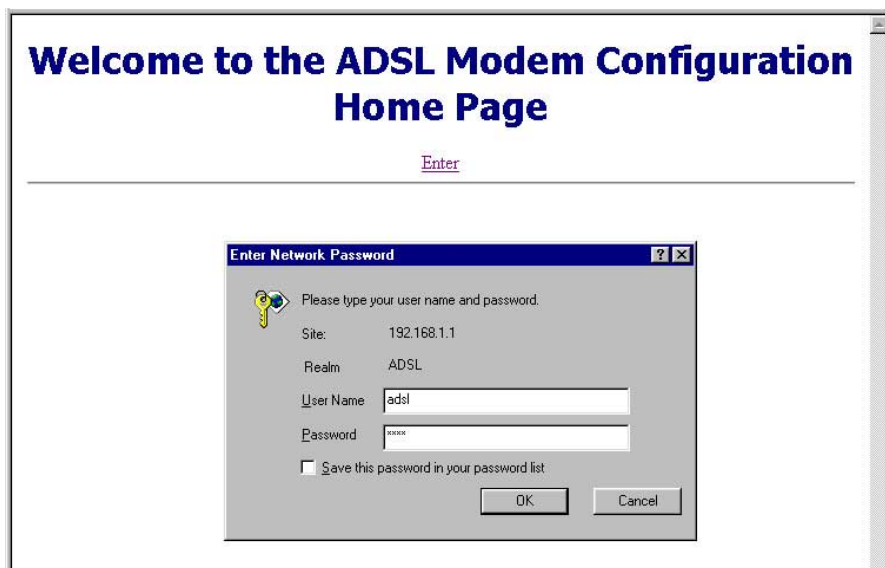 Welcome to the ADSL Modem Configuration
Home Page
Enter
Enter Network Password
Please type your user name and password.
Site: 192.168.1.1
Realm ADSL
User Name adsl
Password ××××
Save this password in your password list
OK Cancel